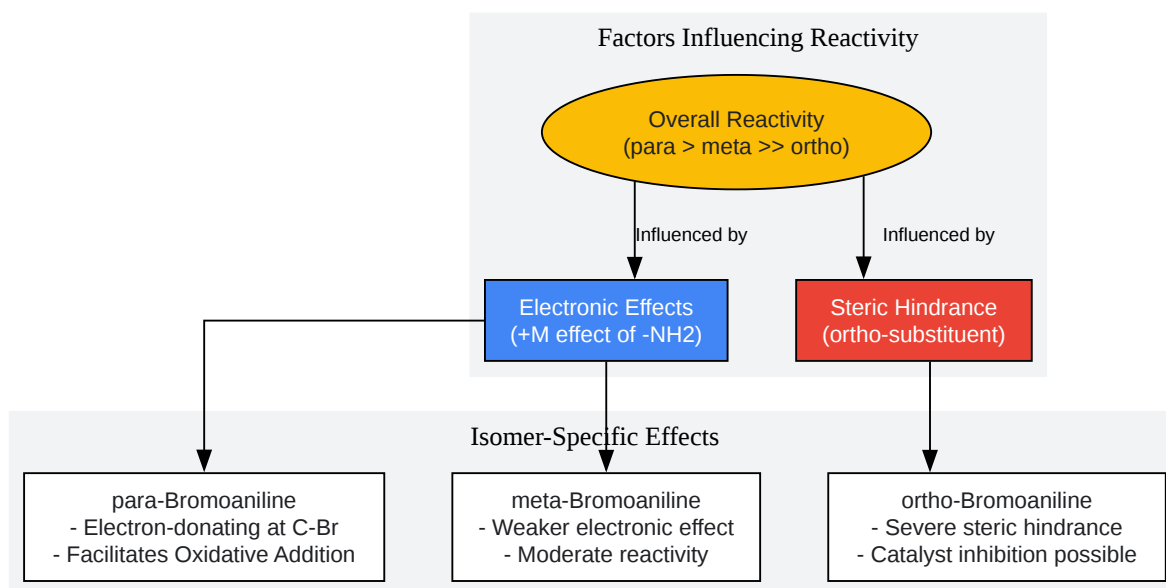 Factors Influencing Reactivity
Overall Reactivity
(para > meta >> ortho)
Influenced by
Influenced by
Electronic Effects
(+M effect of -NH2)
Steric Hindrance
(ortho-substituent)
Isomer-Specific Effects
para-Bromoaniline
- Electron-donating at C-Br
- Facilitates Oxidative Addition
meta-Bromoaniline
- Weaker electronic effect
- Moderate reactivity
ortho-Bromoaniline
- Severe steric hindrance
- Catalyst inhibition possible